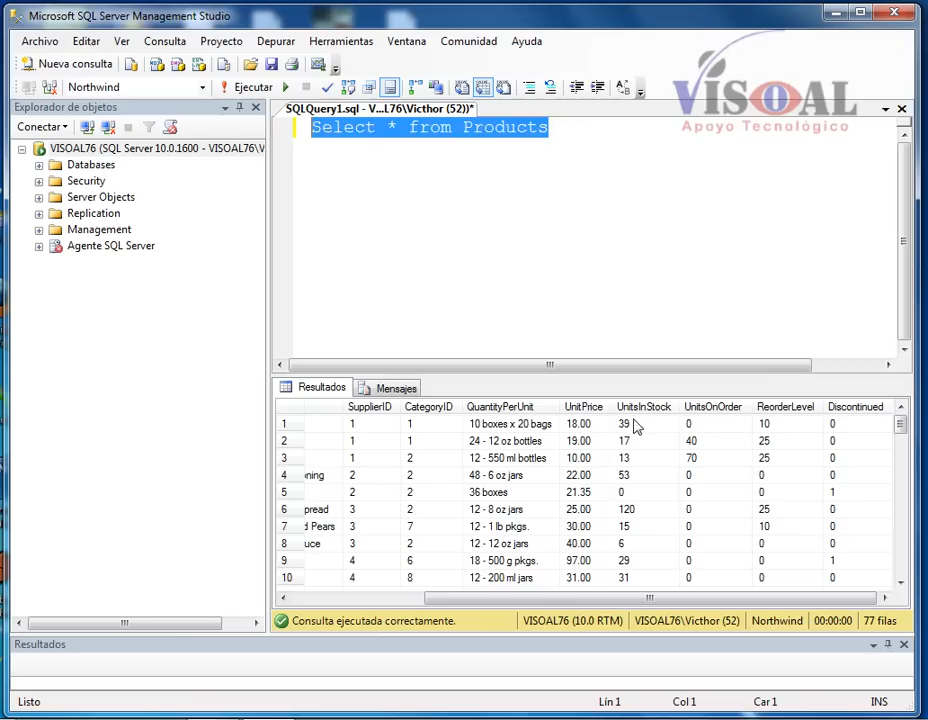 Microsoft SQL Server Management Studio
Archivo Editar Ver Consulta Proyecto Depurar Herramientas Ventana Comunidad Ayuda
Nueva consulta
Northwind Ejecutar
VISOAL
Apoyo Tecnológico
Explorador de objetos
SQLQuery1.sql - V...L76\Victhor (52))*
Conectar
Select * from Products
VISOAL76 (SQL Server 10.0.1600 - VISOAL76\V
Databases
Security
Server Objects
Replication
Management
Agente SQL Server
Resultados Mensajes
SupplierID CategoryID QuantityPerUnit UnitPrice UnitsInStock UnitsOnOrder ReorderLevel Discontinued
1 1 1 10 boxes x 20 bags 18.00 39 0 10 0
2 1 1 24 - 12 oz bottles 19.00 17 40 25 0
3 1 2 12 - 550 ml bottles 10.00 13 70 25 0
4 oning 2 2 48 - 6 oz jars 22.00 53 0 0 0
5 2 2 36 boxes 21.35 0 0 0 1
6 pread 3 2 12 - 8 oz jars 25.00 120 0 25 0
7 d Pears 3 7 12 - 1 lb pkgs. 30.00 15 0 10 0
8 uce 3 2 12 - 12 oz jars 40.00 6 0 0 0
9 4 6 18 - 500 g pkgs. 97.00 29 0 0 1
10 4 8 12 - 200 ml jars 31.00 31 0 0 0
Consulta ejecutada correctamente. VISOAL76 (10.0 RTM) VISOAL76\Victhor (52) Northwind 00:00:00 77 filas
Resultados
Listo Lín 1 Col 1 Car 1 INS